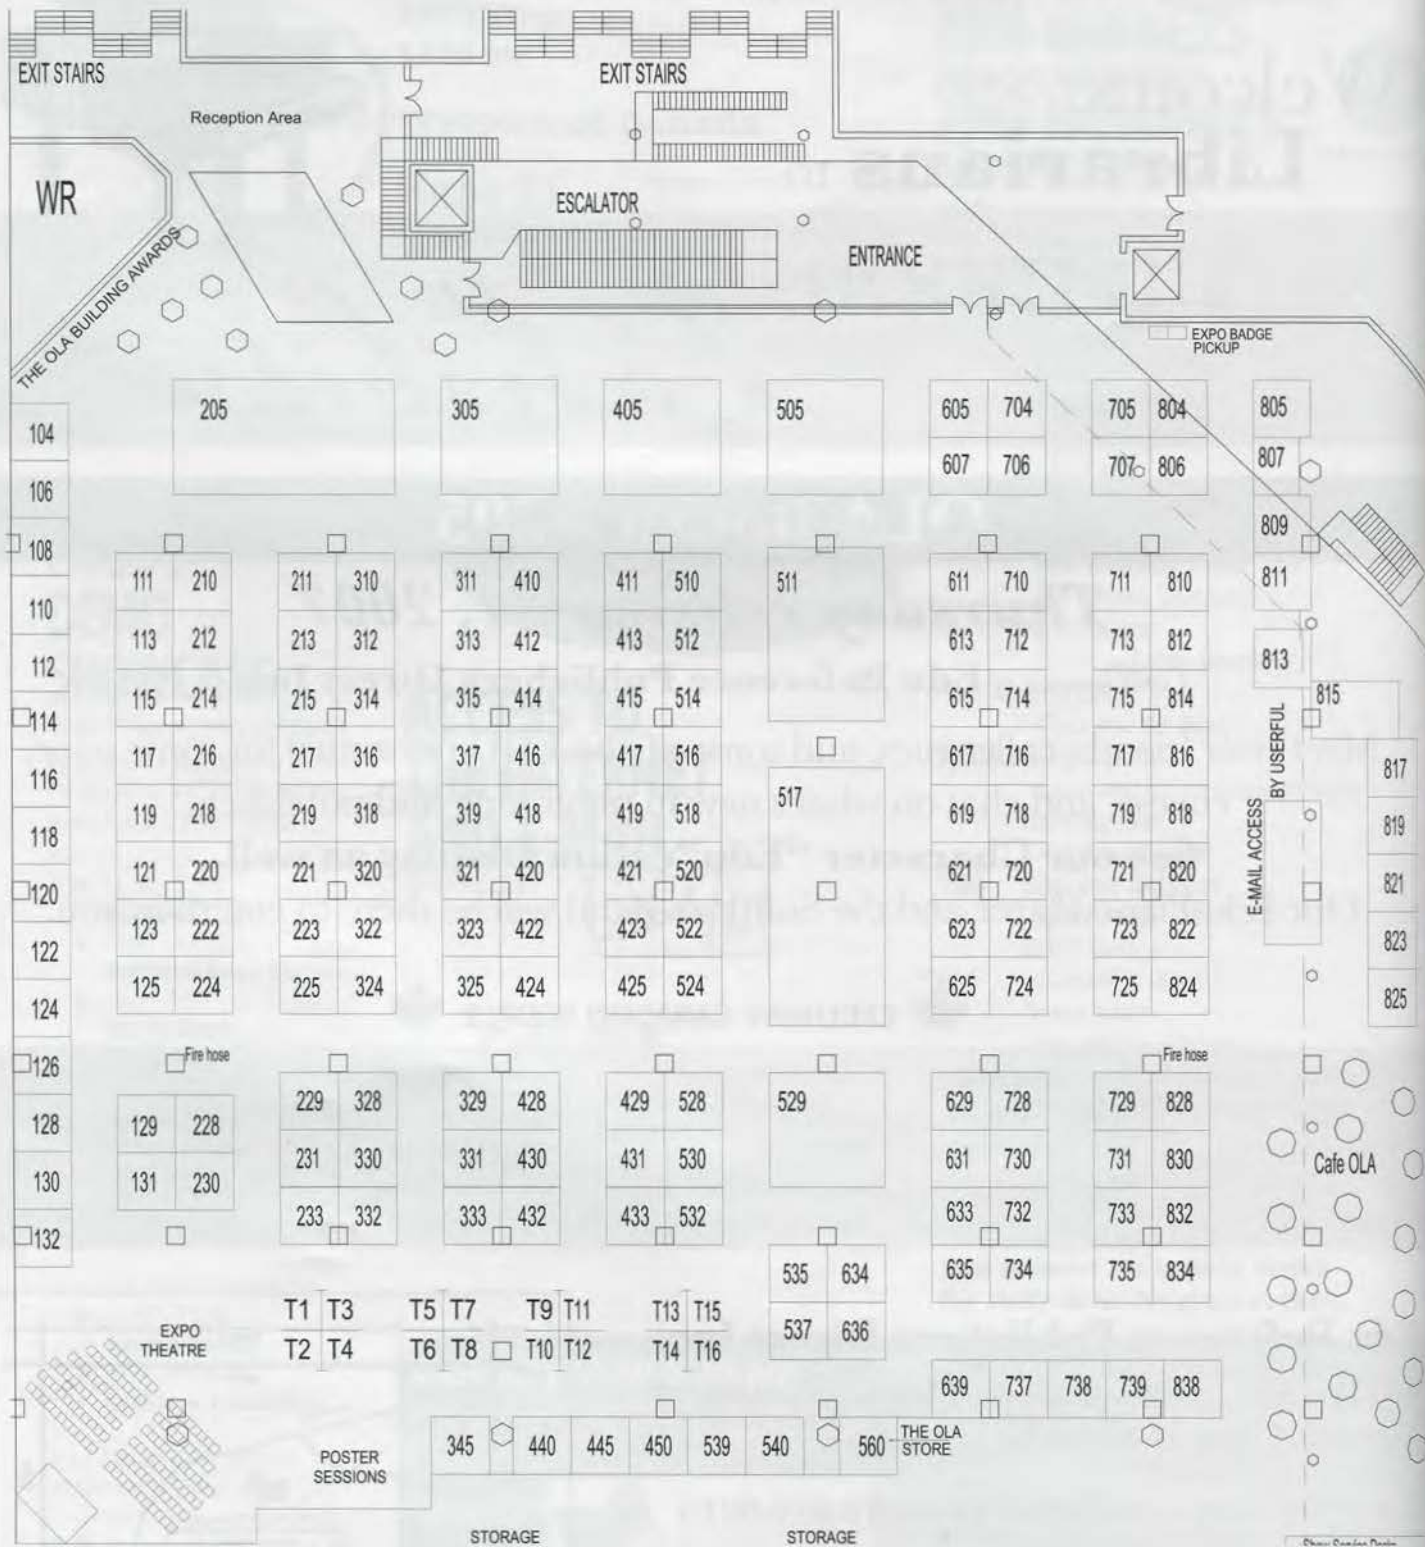 EXIT STAIRS
EXIT STAIRS
Reception Area
WR
ESCALATOR
ENTRANCE
THE OLA BUILDING AWARDS
EXPO BADGE
PICKUP
205 305 405 505 605 704 705 804 805
104
607 706 707 806 807
106
809
108
111 210 211 310 311 410 411 510 511 611 710 711 810 811
110
113 212 213 312 313 412 413 512 613 712 713 812 813
112
115 214 215 314 315 414 415 514 615 714 715 814 815
114
117 216 217 316 317 416 417 516 517 617 716 717 816 817
116
119 218 219 318 319 418 419 518 619 718 719 818 819
118
E-MAIL ACCESS BY USERFUL
121 220 221 320 321 420 421 520 621 720 721 820 821
120
123 222 223 322 323 422 423 522 623 722 723 822 823
122
125 224 225 324 325 424 425 524 625 724 725 824 825
124
Fire hose Fire hose
126
229 328 329 428 429 528 529 629 728 729 828
128 129 228
231 330 331 430 431 530 631 730 731 830
Cafe OLA
130 131 230
233 332 333 432 433 532 633 732 733 832
132
535 634 635 734 735 834
T1 T3 T5 T7 T9 T11 T13 T15
537 636
T2 T4 T6 T8 T10 T12 T14 T16
EXPO
THEATRE
639 737 738 739 838
345 440 445 450 539 540 560
THE OLA
STORE
POSTER
SESSIONS
STORAGE STORAGE